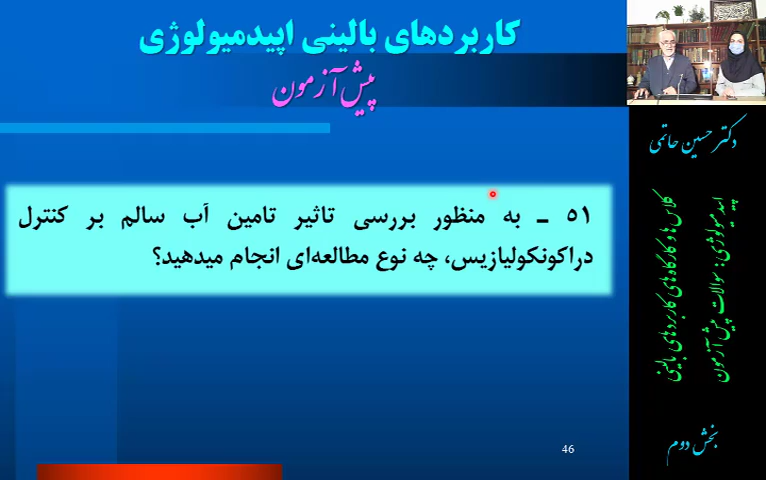 کاربردهای بالینی اپیدمیولوژی
پیش آزمون
٥١ ـ به منظور بررسی تاثیر تامین آب سالم بر کنترل
دراکونکولیازیس، چه نوع مطالعه‌ای انجام میدهید؟
46
دکتر حسین حاتمی
کلاس‌ها و کارگاه‌های کاربردهای بالینی
اپیدمیولوژی: سوالات پیش آزمون
بخش دوم